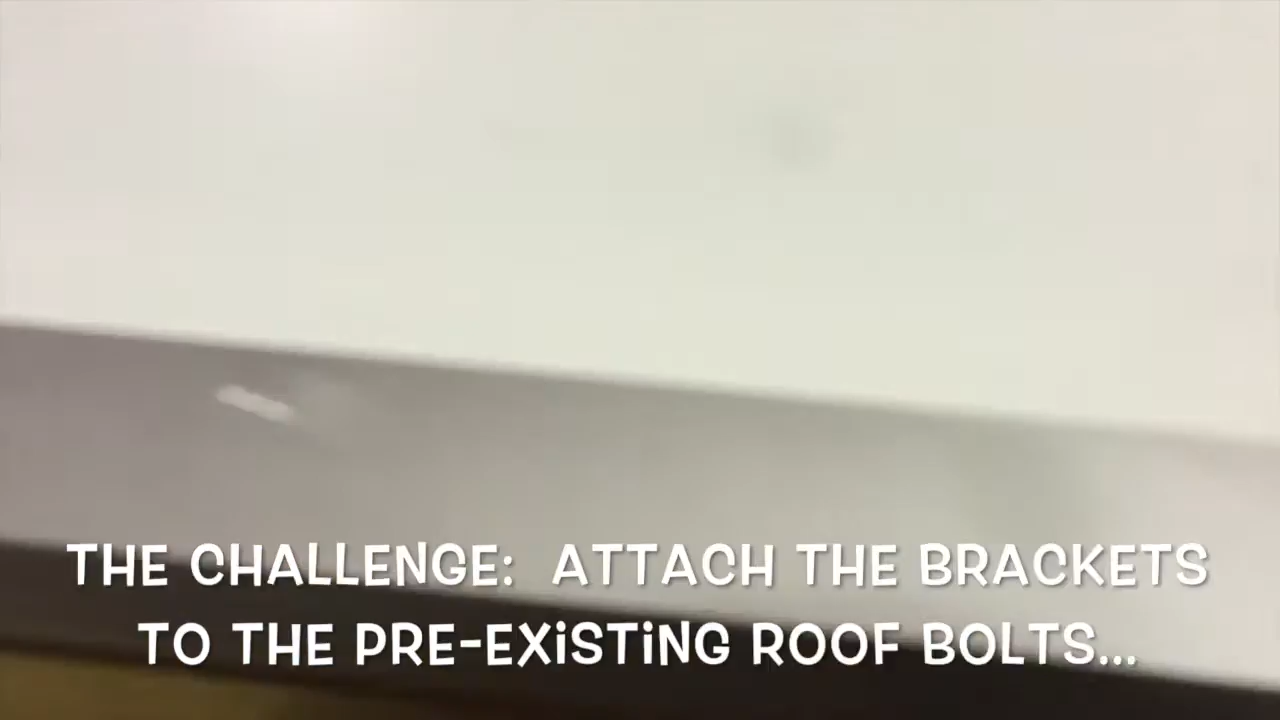 THE CHALLENGE: ATTACH THE BRACKETS
TO THE PRE-EXiSTiNG ROOF BOLTS...